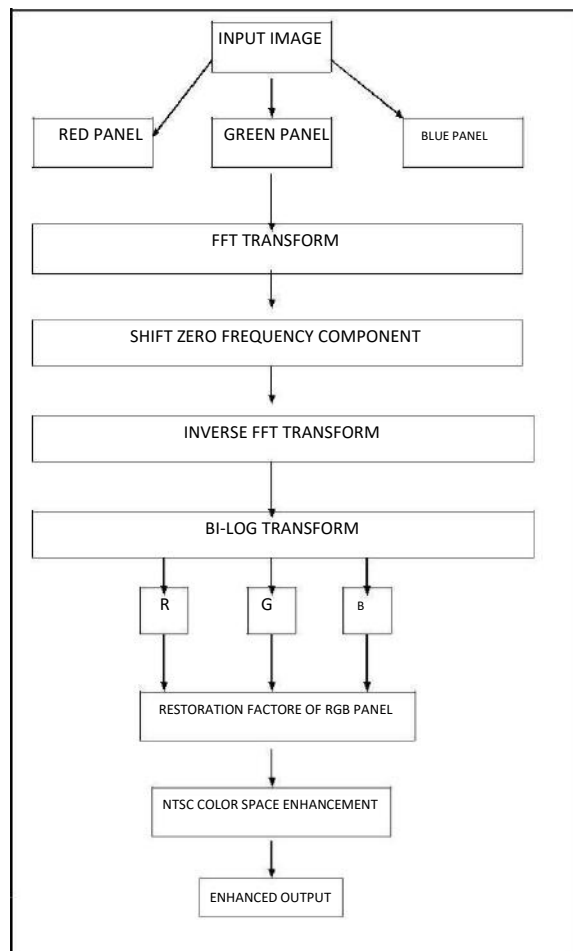 INPUT IMAGE
RED PANEL
GREEN PANEL
BLUE PANEL
FFT TRANSFORM
SHIFT ZERO FREQUENCY COMPONENT
INVERSE FFT TRANSFORM
BI-LOG TRANSFORM
R
G
B
RESTORATION FACTORE OF RGB PANEL
NTSC COLOR SPACE ENHANCEMENT
ENHANCED OUTPUT